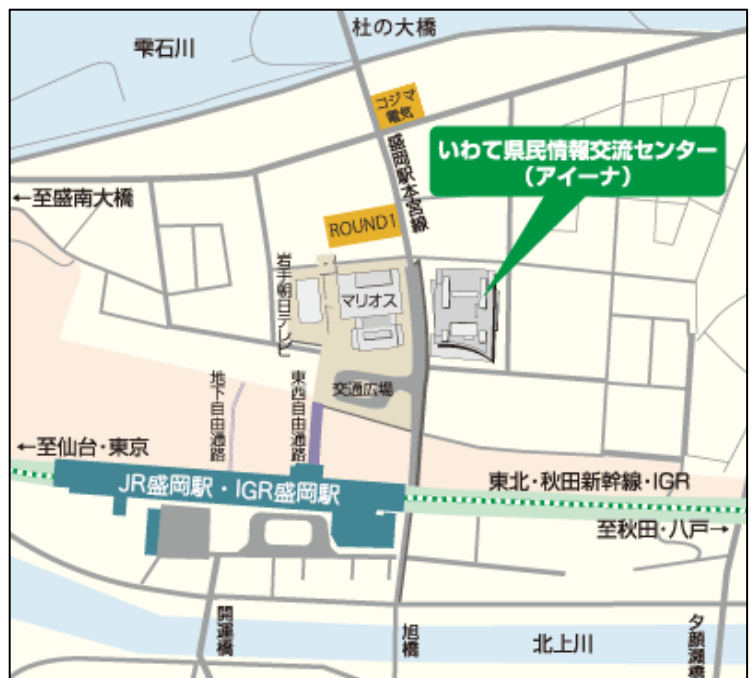 杜の大橋
雫石川
コジマ
電気
盛岡駅本宮線
いわて県民情報交流センター
(アイーナ)
←至盛南大橋
ROUND1
岩手朝日テレビ
マリオス
地下自由通路
東西自由通路
交通広場
←至仙台・東京
JR盛岡駅・IGR盛岡駅
東北・秋田新幹線・IGR
至秋田・八戸→
開運橋
旭橋
北上川
夕顔瀬橋